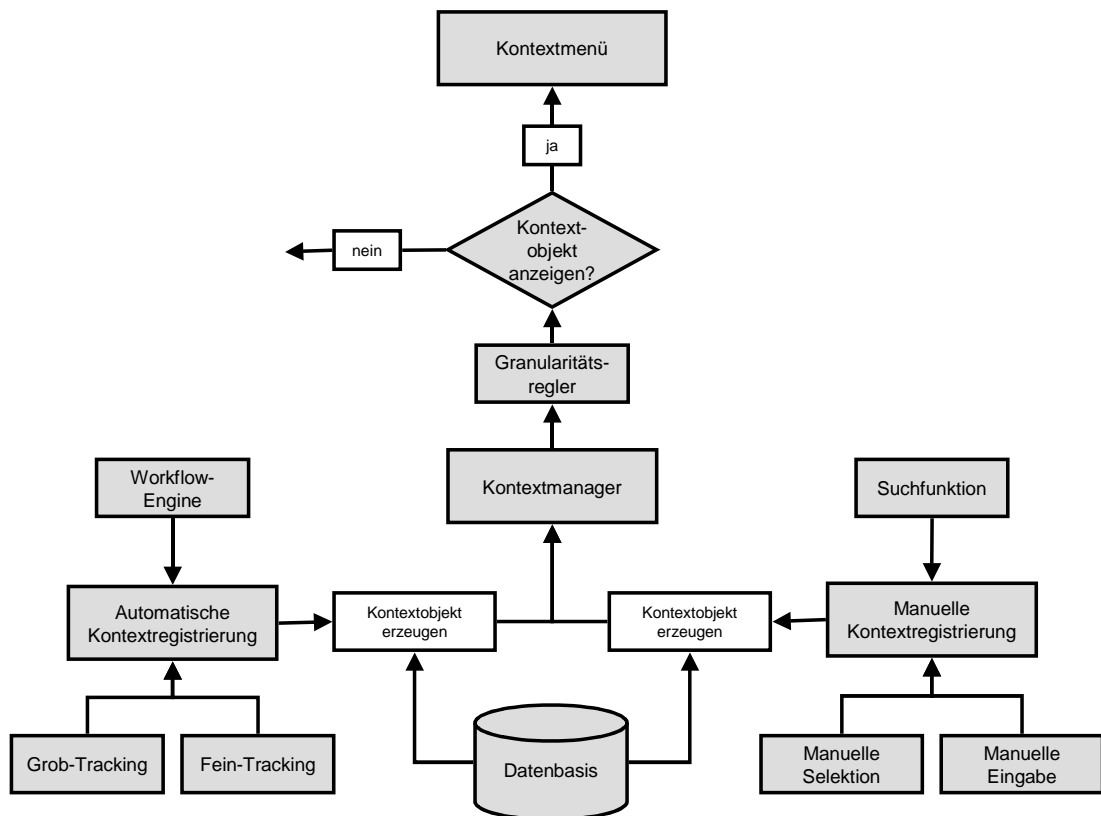 Kontextmenü
ja
Kontext-
objekt
anzeigen?
nein
Granularitäts-
regler
Workflow-
Engine
Kontextmanager
Suchfunktion
Automatische
Kontextregistrierung
Kontextobjekt
erzeugen
Kontextobjekt
erzeugen
Manuelle
Kontextregistrierung
Grob-Tracking
Fein-Tracking
Datenbasis
Manuelle
Selektion
Manuelle
Eingabe